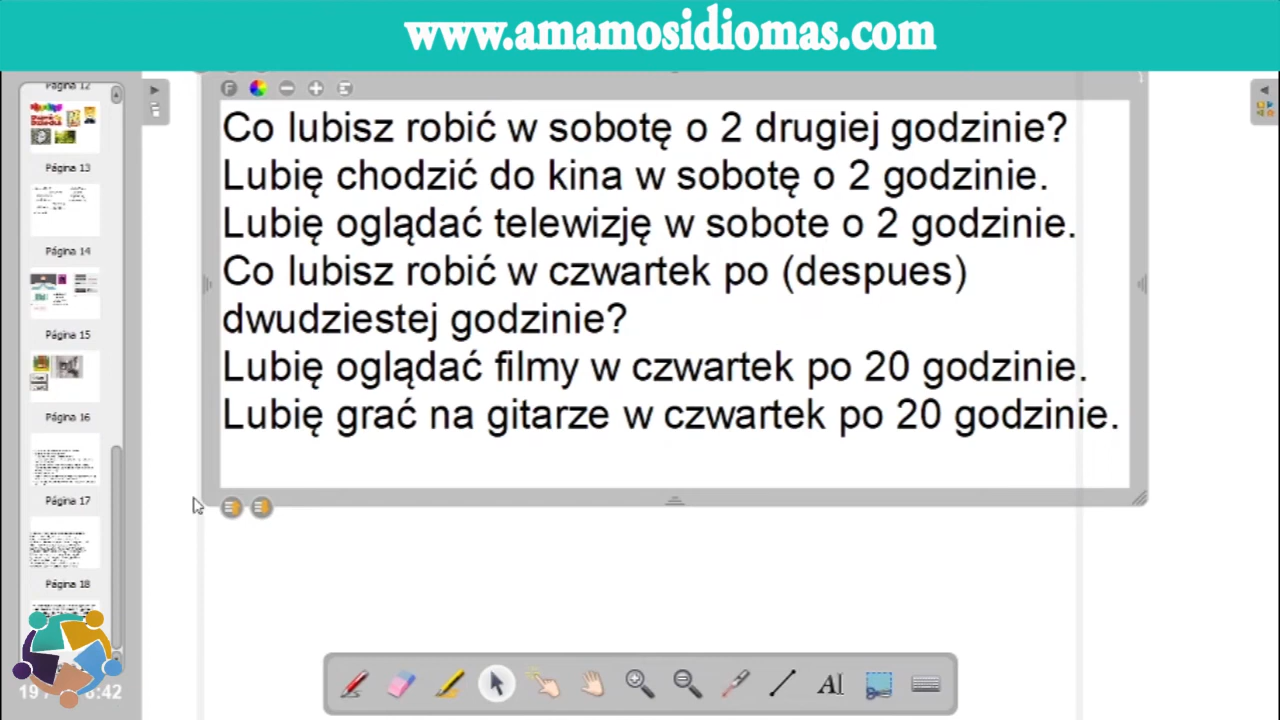 www.amamosidiomas.com
Página 12
Página 13
Página 14
Página 15
Página 16
Página 17
Página 18
Co lubisz robić w sobotę o 2 drugiej godzinie?
Lubię chodzić do kina w sobotę o 2 godzinie.
Lubię oglądać telewizję w sobote o 2 godzinie.
Co lubisz robić w czwartek po (despues)
dwudziestej godzinie?
Lubię oglądać filmy w czwartek po 20 godzinie.
Lubię grać na gitarze w czwartek po 20 godzinie.